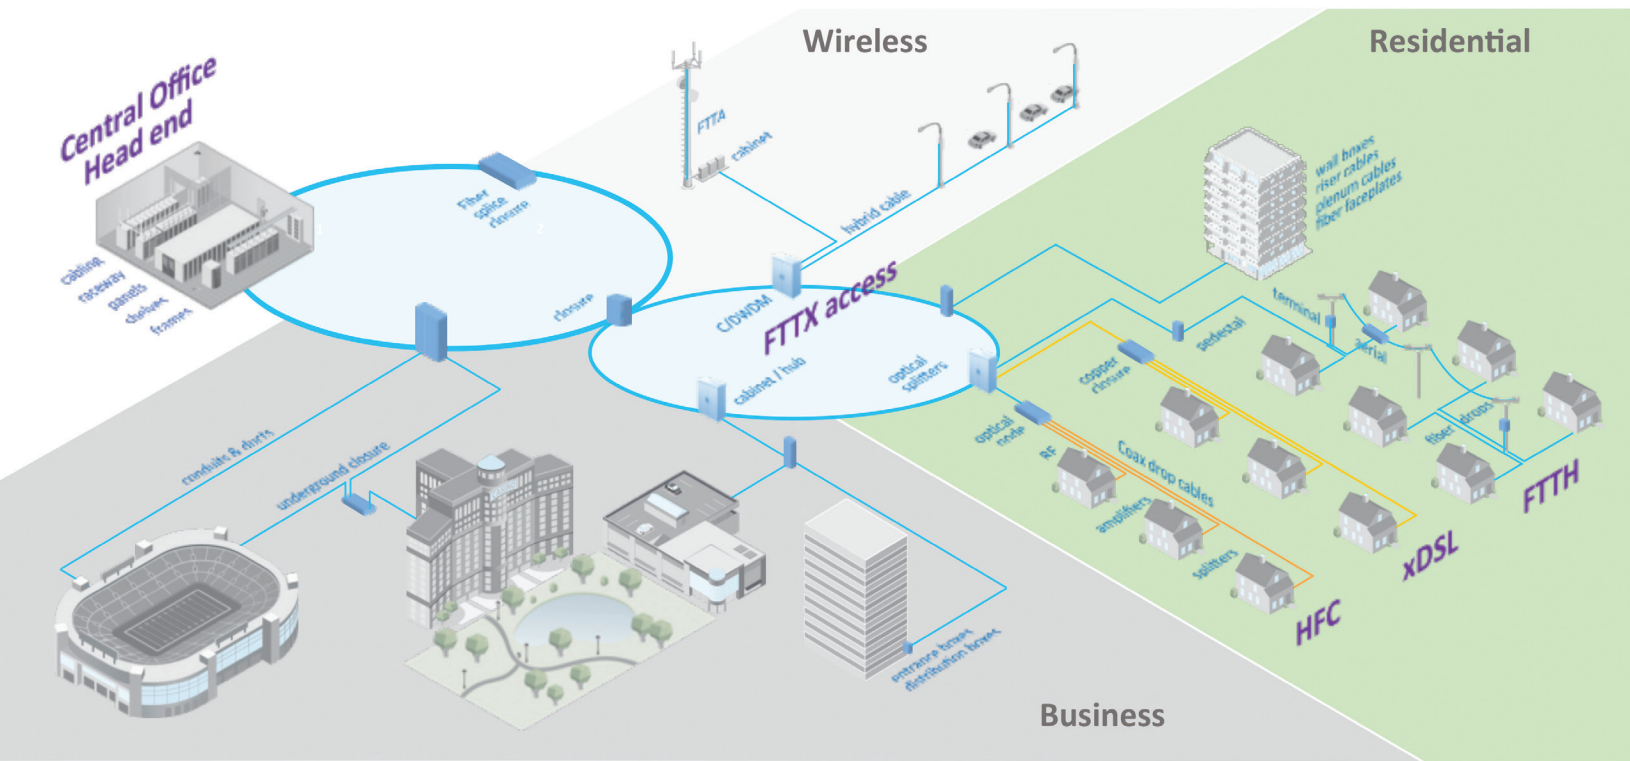 Wireless
Residential
Central Office
Head end
cabling
raceway
panels
shelves
frames
1
Fiber
splice
closure
2
closure
FTTA
cabinet
hybrid cable
C/DWDM
FTTX access
cabinet / hub
optical
splitters
wall boxes
riser cables
plenum cables
fiber faceplates
terminal
aerial
pedestal
copper
closure
optical
node
RF
Coax drop cables
amplifiers
splitters
fiber drops
FTTH
xDSL
HFC
conduits & ducts
underground closure
entrance boxes
distribution boxes
Business